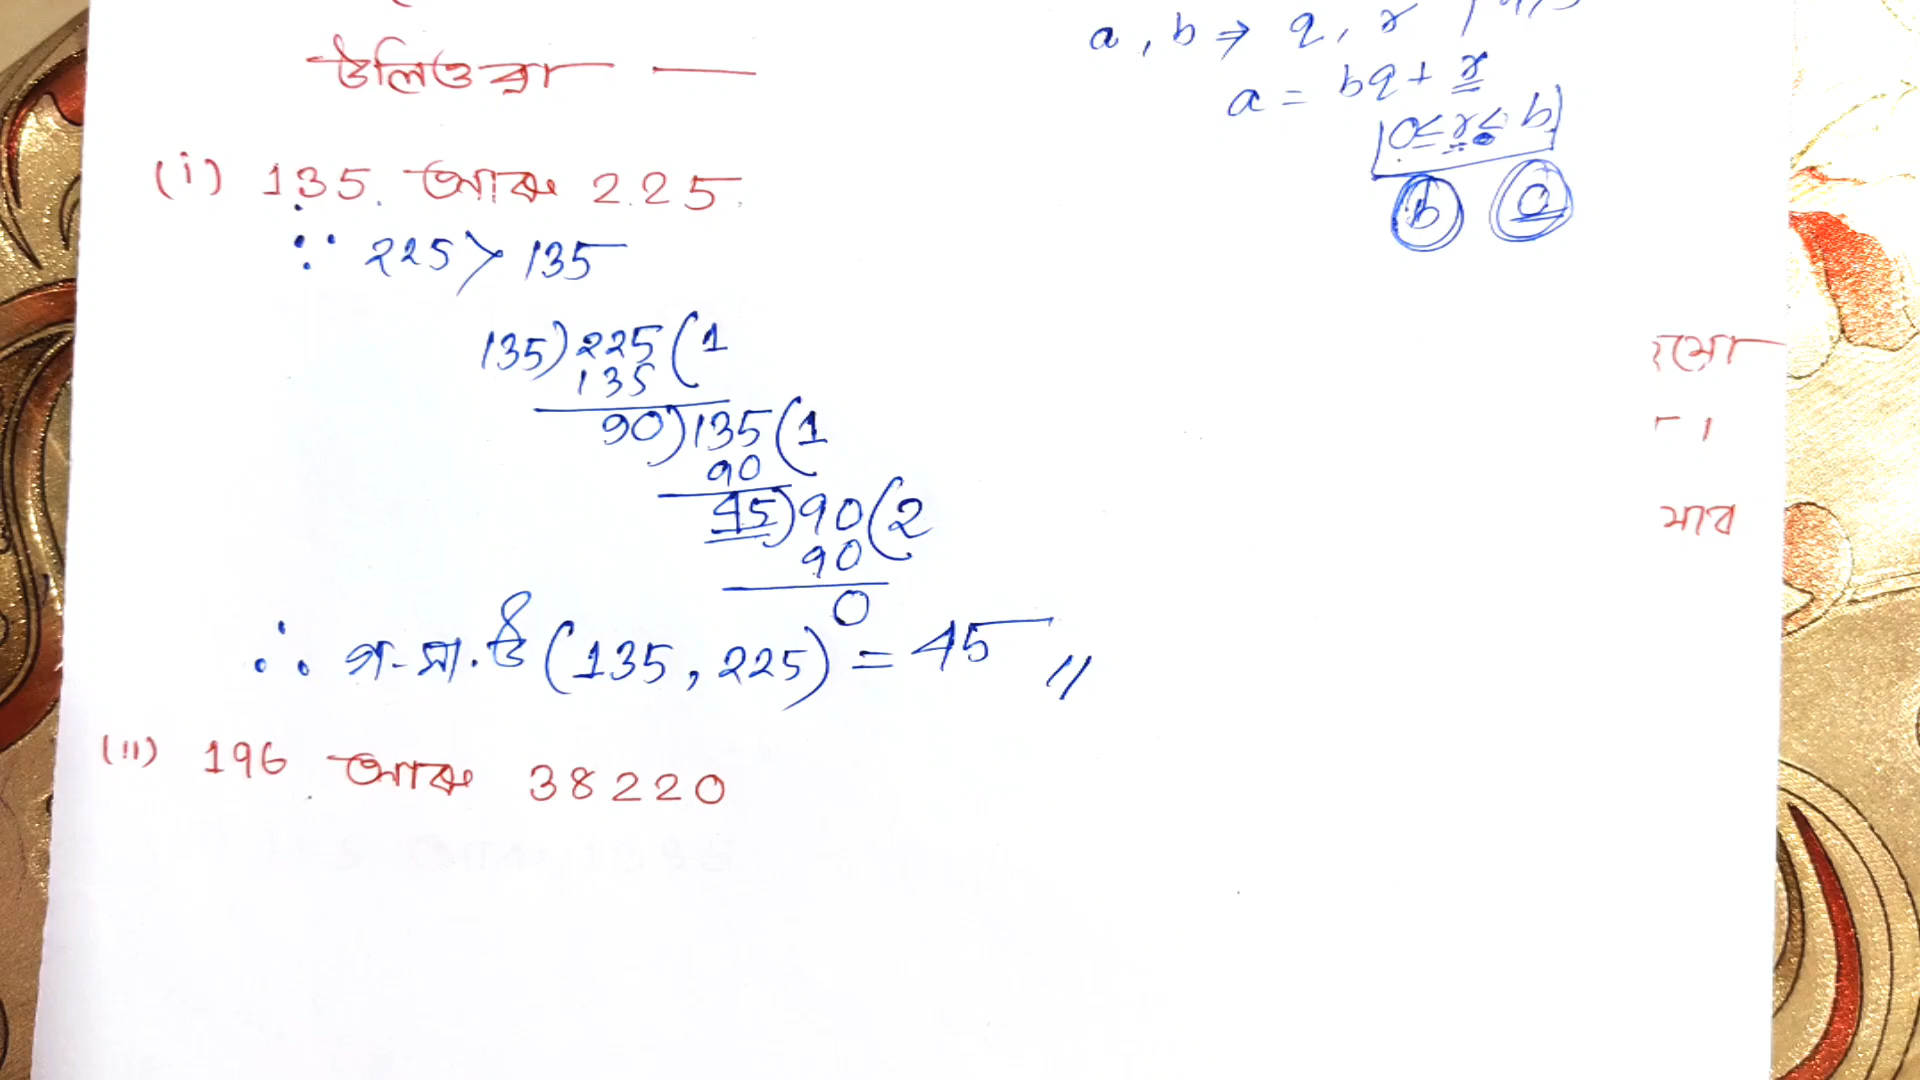 a, b ⇒ q, r
উলিওৱা —
a = bq + r
0 ≤ r < b
(i) 135 আৰু 225
b 0
∵ 225 > 135
135) 225 (1
135
90) 135 (1
90
45) 90 (2
90
0
∴ গ.সা.উ (135, 225) = 45 //
(ii) 196 আৰু 38220